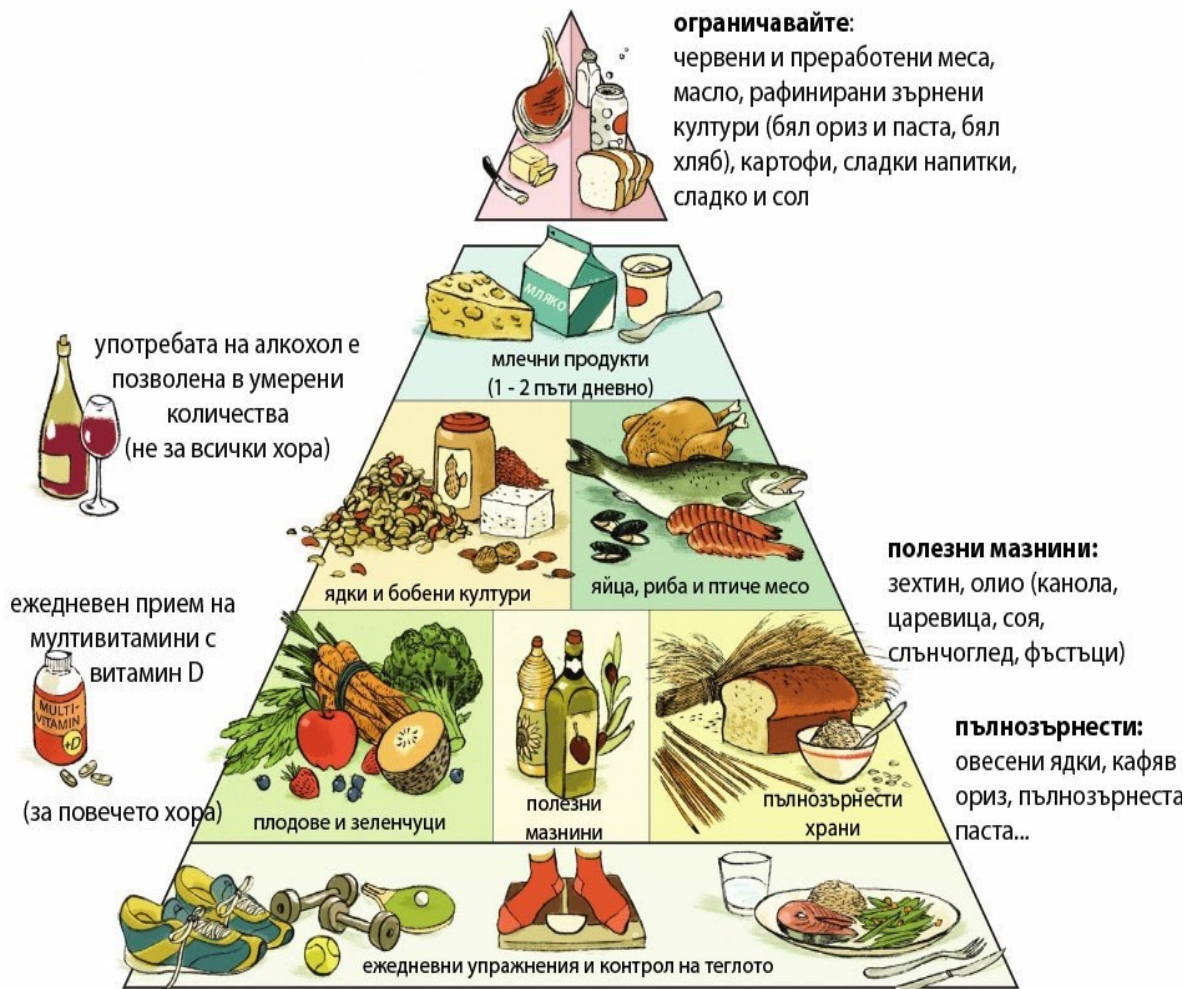 ограничавайте:
червени и преработени меса,
масло, рафинирани зърнени
култури (бял ориз и паста, бял
хляб), картофи, сладки напитки,
сладко и сол
МЛЯКО
млечни продукти
(1 - 2 пъти дневно)
употребата на алкохол е
позволена в умерени
количества
(не за всички хора)
ядки и бобени култури
яйца, риба и птиче месо
полезни мазнини:
зехтин, олио (канола,
царевица, соя,
слънчоглед, фъстъци)
ежедневен прием на
мултивитамини с
витамин D
MULTI-
VITAMIN
+D
(за повечето хора)
плодове и зеленчуци
полезни
мазнини
пълнозърнести
храни
пълнозърнести:
овесени ядки, кафяв
ориз, пълнозърнеста
паста...
ежедневни упражнения и контрол на теглото